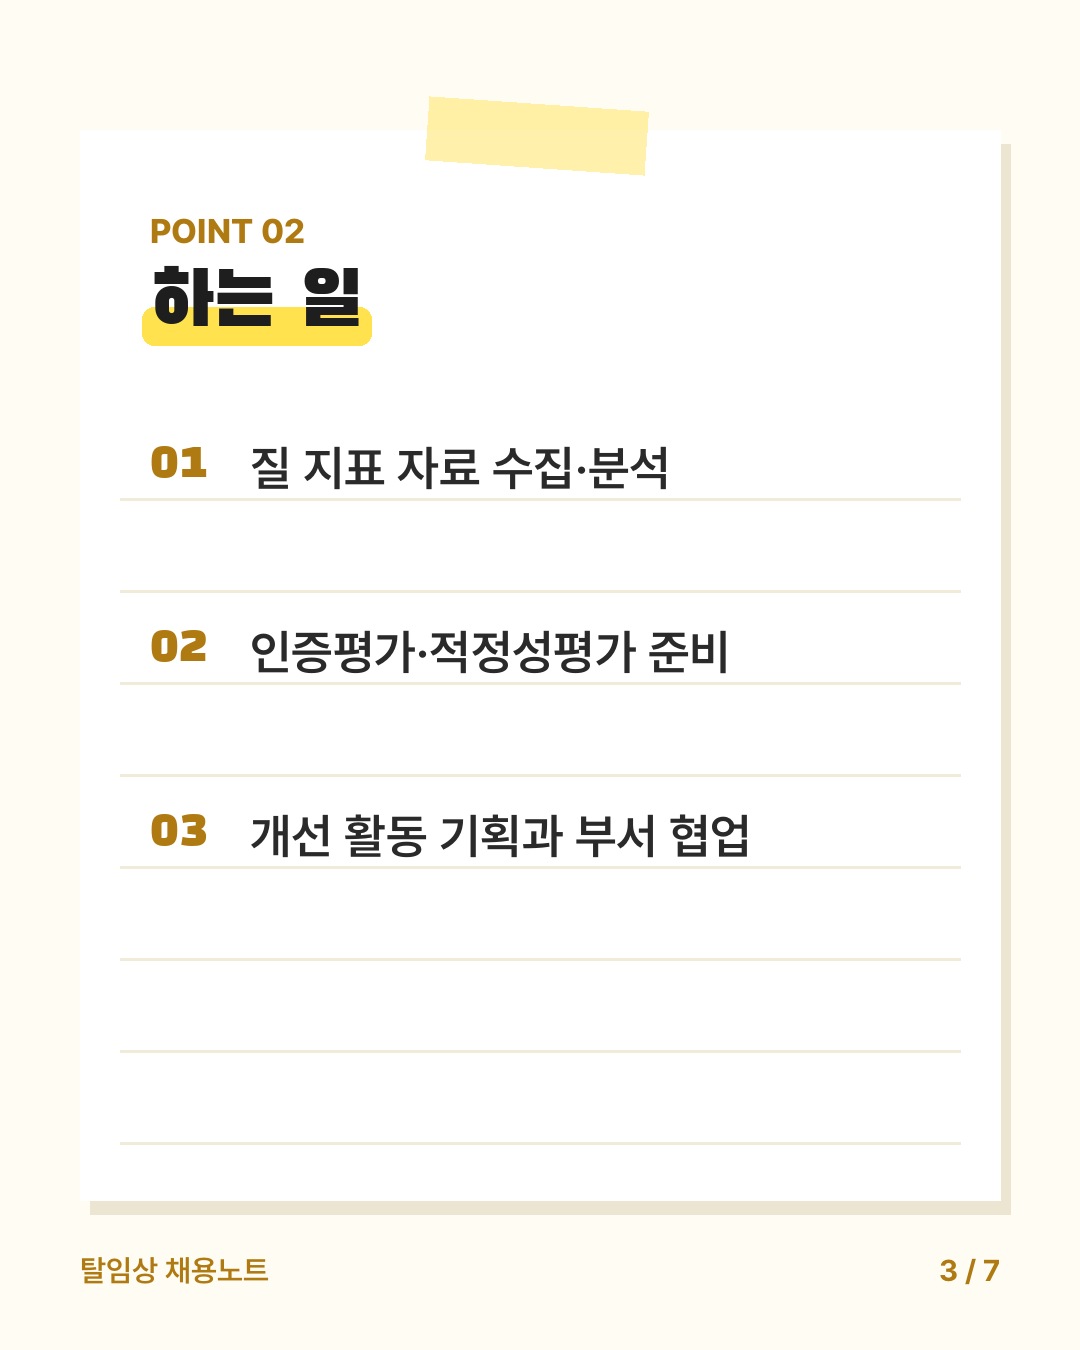 POINT 02
하는 일
01 질 지표 자료 수집·분석
02 인증평가·적정성평가 준비
03 개선 활동 기획과 부서 협업
탈임상 채용노트
3 / 7